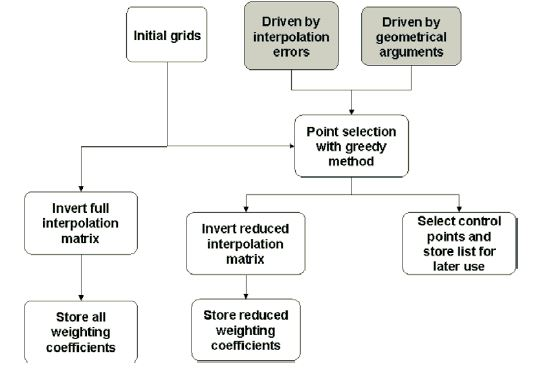 Initial grids
Driven by
interpolation
errors
Driven by
geometrical
arguments
Point selection
with greedy
method
Invert full
interpolation
matrix
Invert reduced
interpolation
matrix
Select control
points and
store list for
later use
Store all
weighting
coefficients
Store reduced
weighting
coefficients